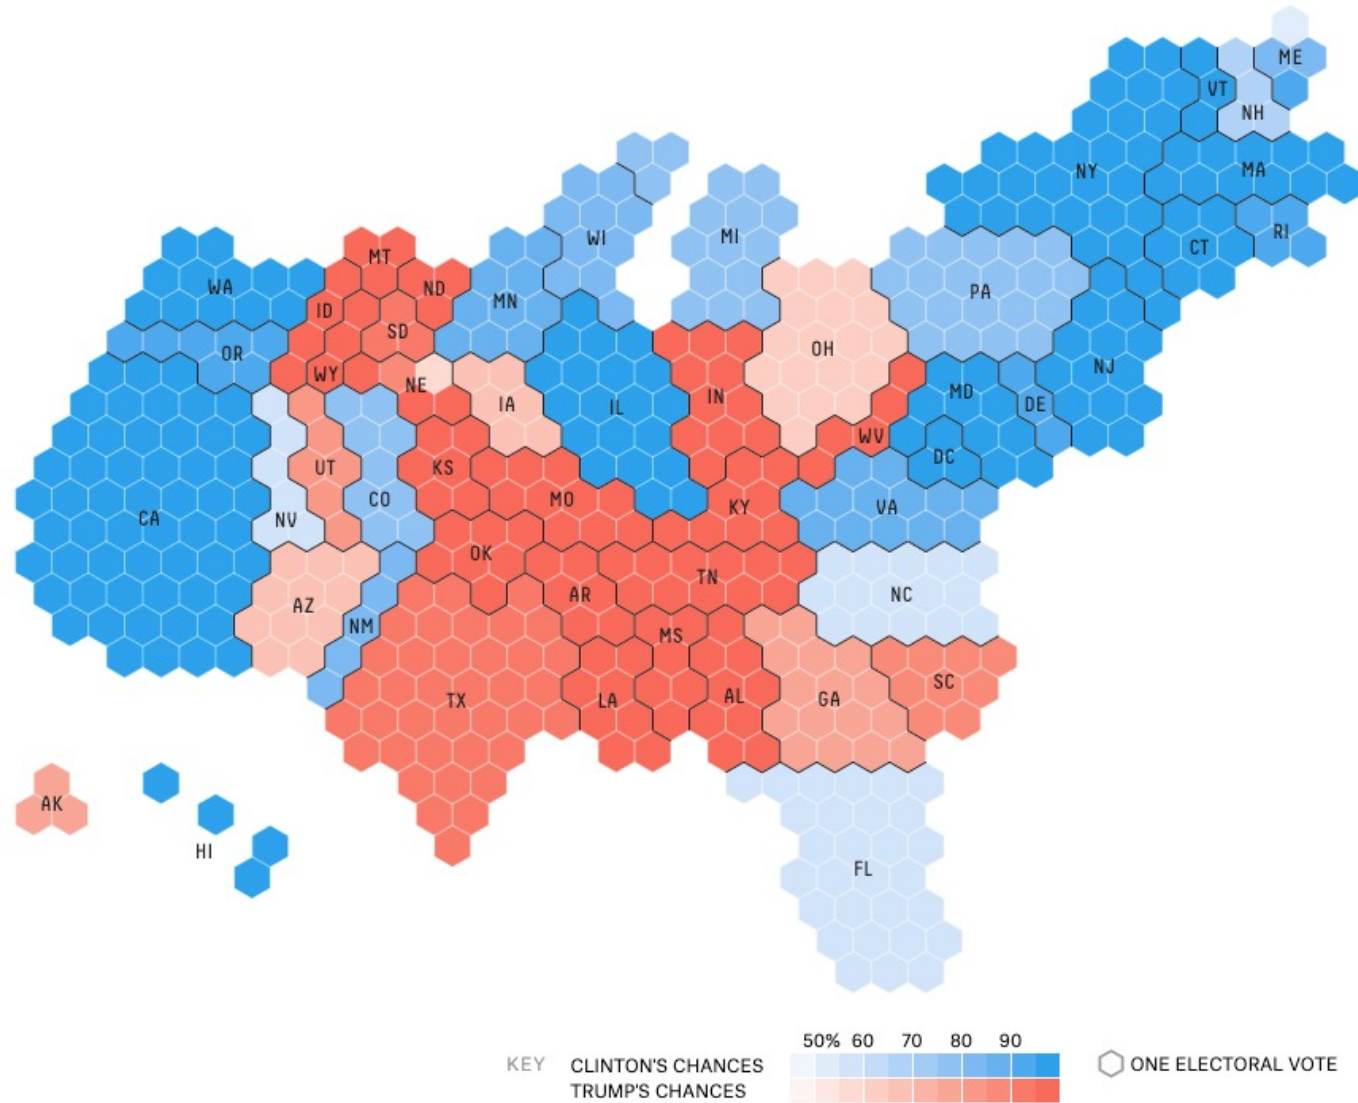 ME
VT
NH
NY
MA
RI
CT
WI
MI
MT
WA
ND
MN
PA
ID
SD
OH
OR
WY
NE
NJ
MD
IN
IA
IL
DE
WV
UT
KS
DC
CO
MO
KY
VA
CA
NV
OK
TN
AR
NC
AZ
NM
MS
SC
TX
LA
AL
GA
AK
HI
FL
50% 60 70 80 90
KEY CLINTON'S CHANCES
TRUMP'S CHANCES
ONE ELECTORAL VOTE